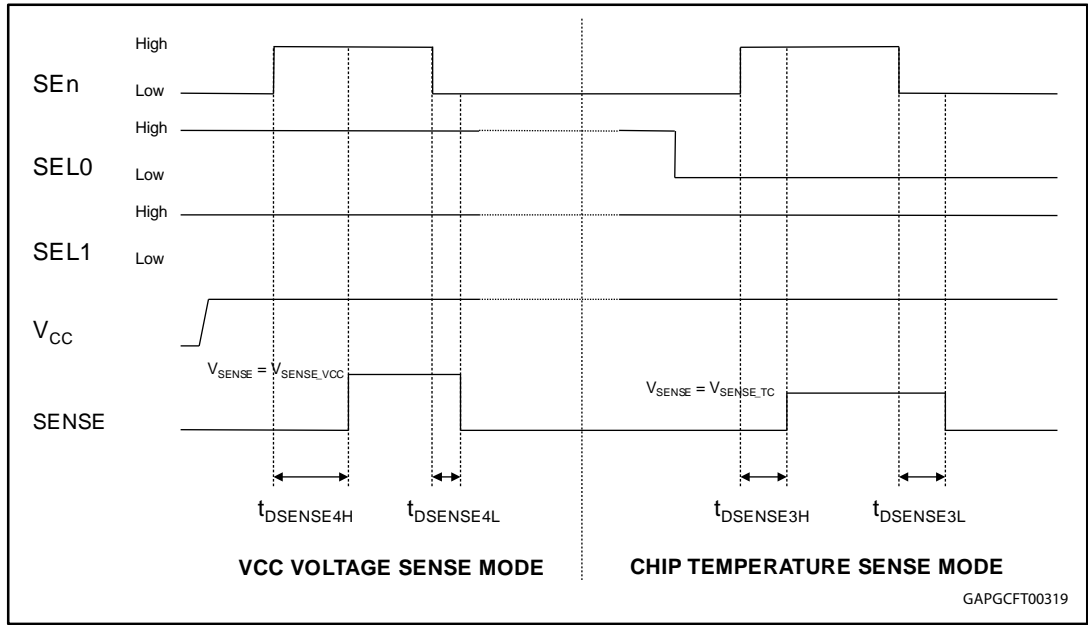 High
SEn
Low
High
SEL0
Low
High
SEL1
Low
VCC
VSENSE = VSENSE_VCC
VSENSE = VSENSE_TC
SENSE
tDSENSE4H tDSENSE4L tDSENSE3H tDSENSE3L
VCC VOLTAGE SENSE MODE CHIP TEMPERATURE SENSE MODE
GAPGCFT00319